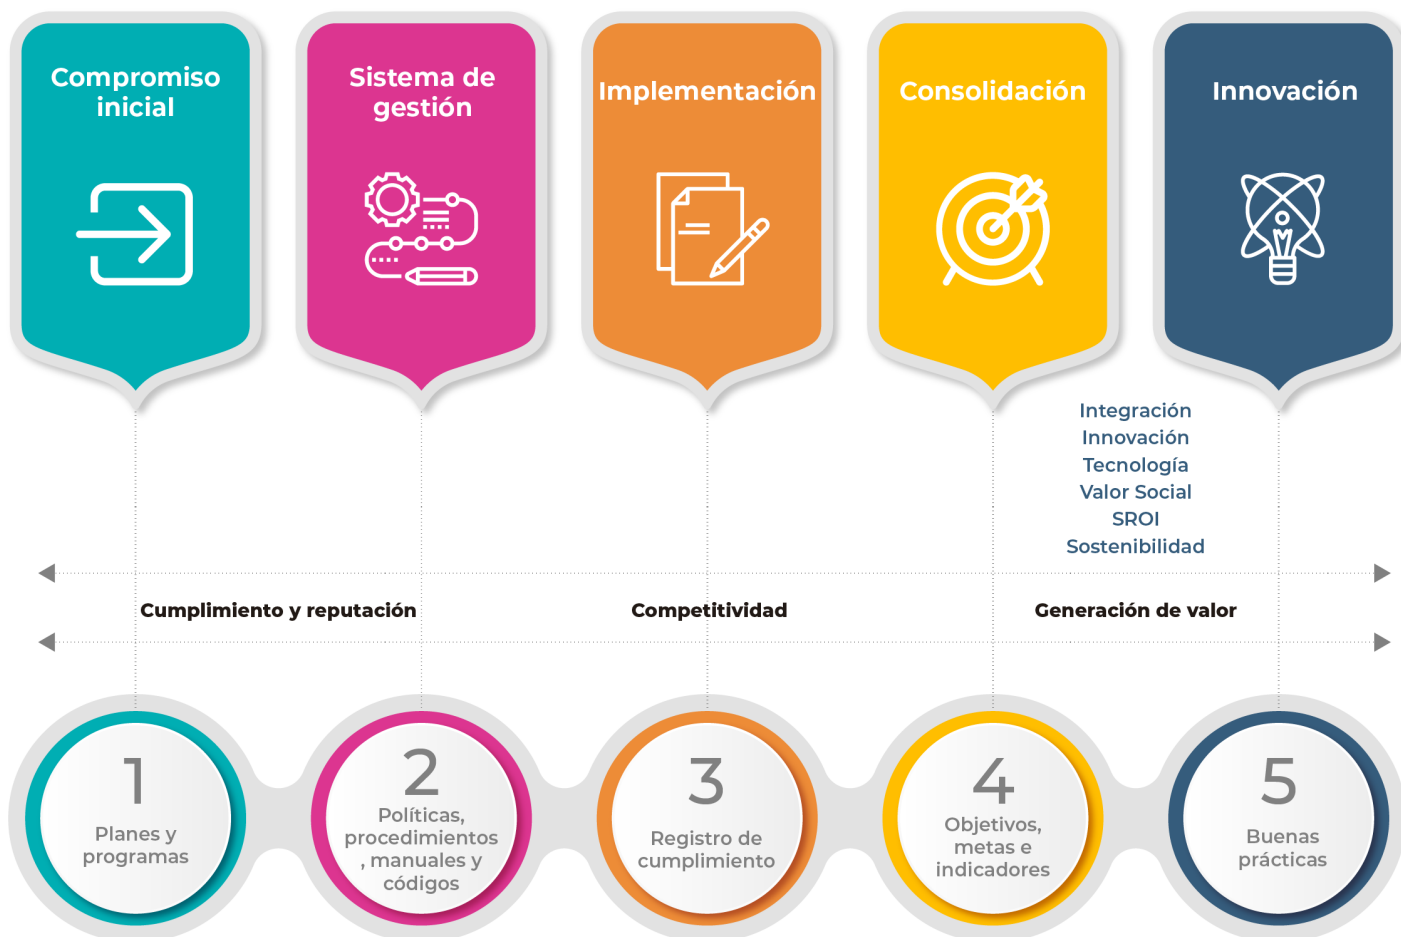 Compromiso
inicial
Sistema de
gestión
Implementación
Consolidación
Innovación
Integración
Innovación
Tecnología
Valor Social
SROI
Sostenibilidad
Cumplimiento y reputación
Competitividad
Generación de valor
1
Planes y
programas
2
Políticas,
procedimientos
, manuales y
códigos
3
Registro de
cumplimiento
4
Objetivos,
metas e
indicadores
5
Buenas
prácticas